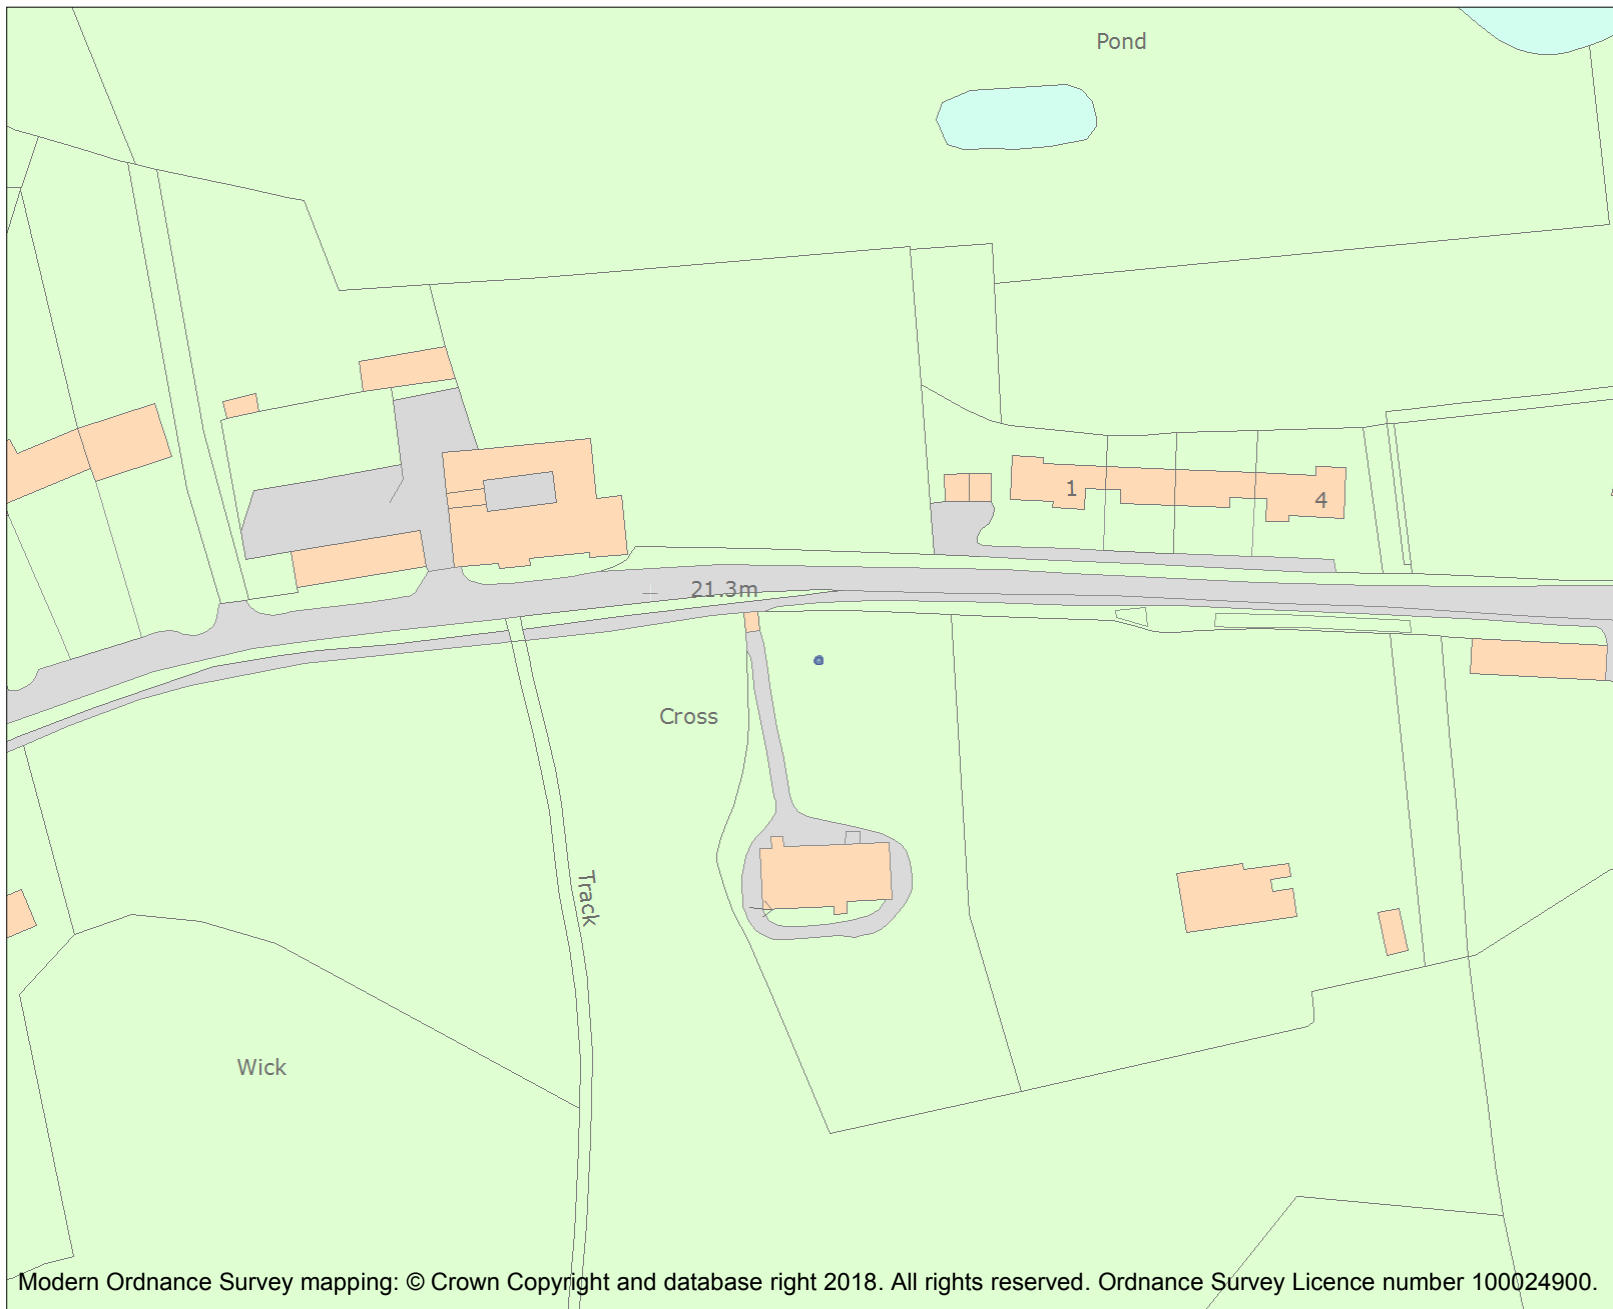 Pond
1
4
21.3m
Cross
Track
Wick
Modern Ordnance Survey mapping: © Crown Copyright and database right 2018. All rights reserved. Ordnance Survey Licence number 100024900.